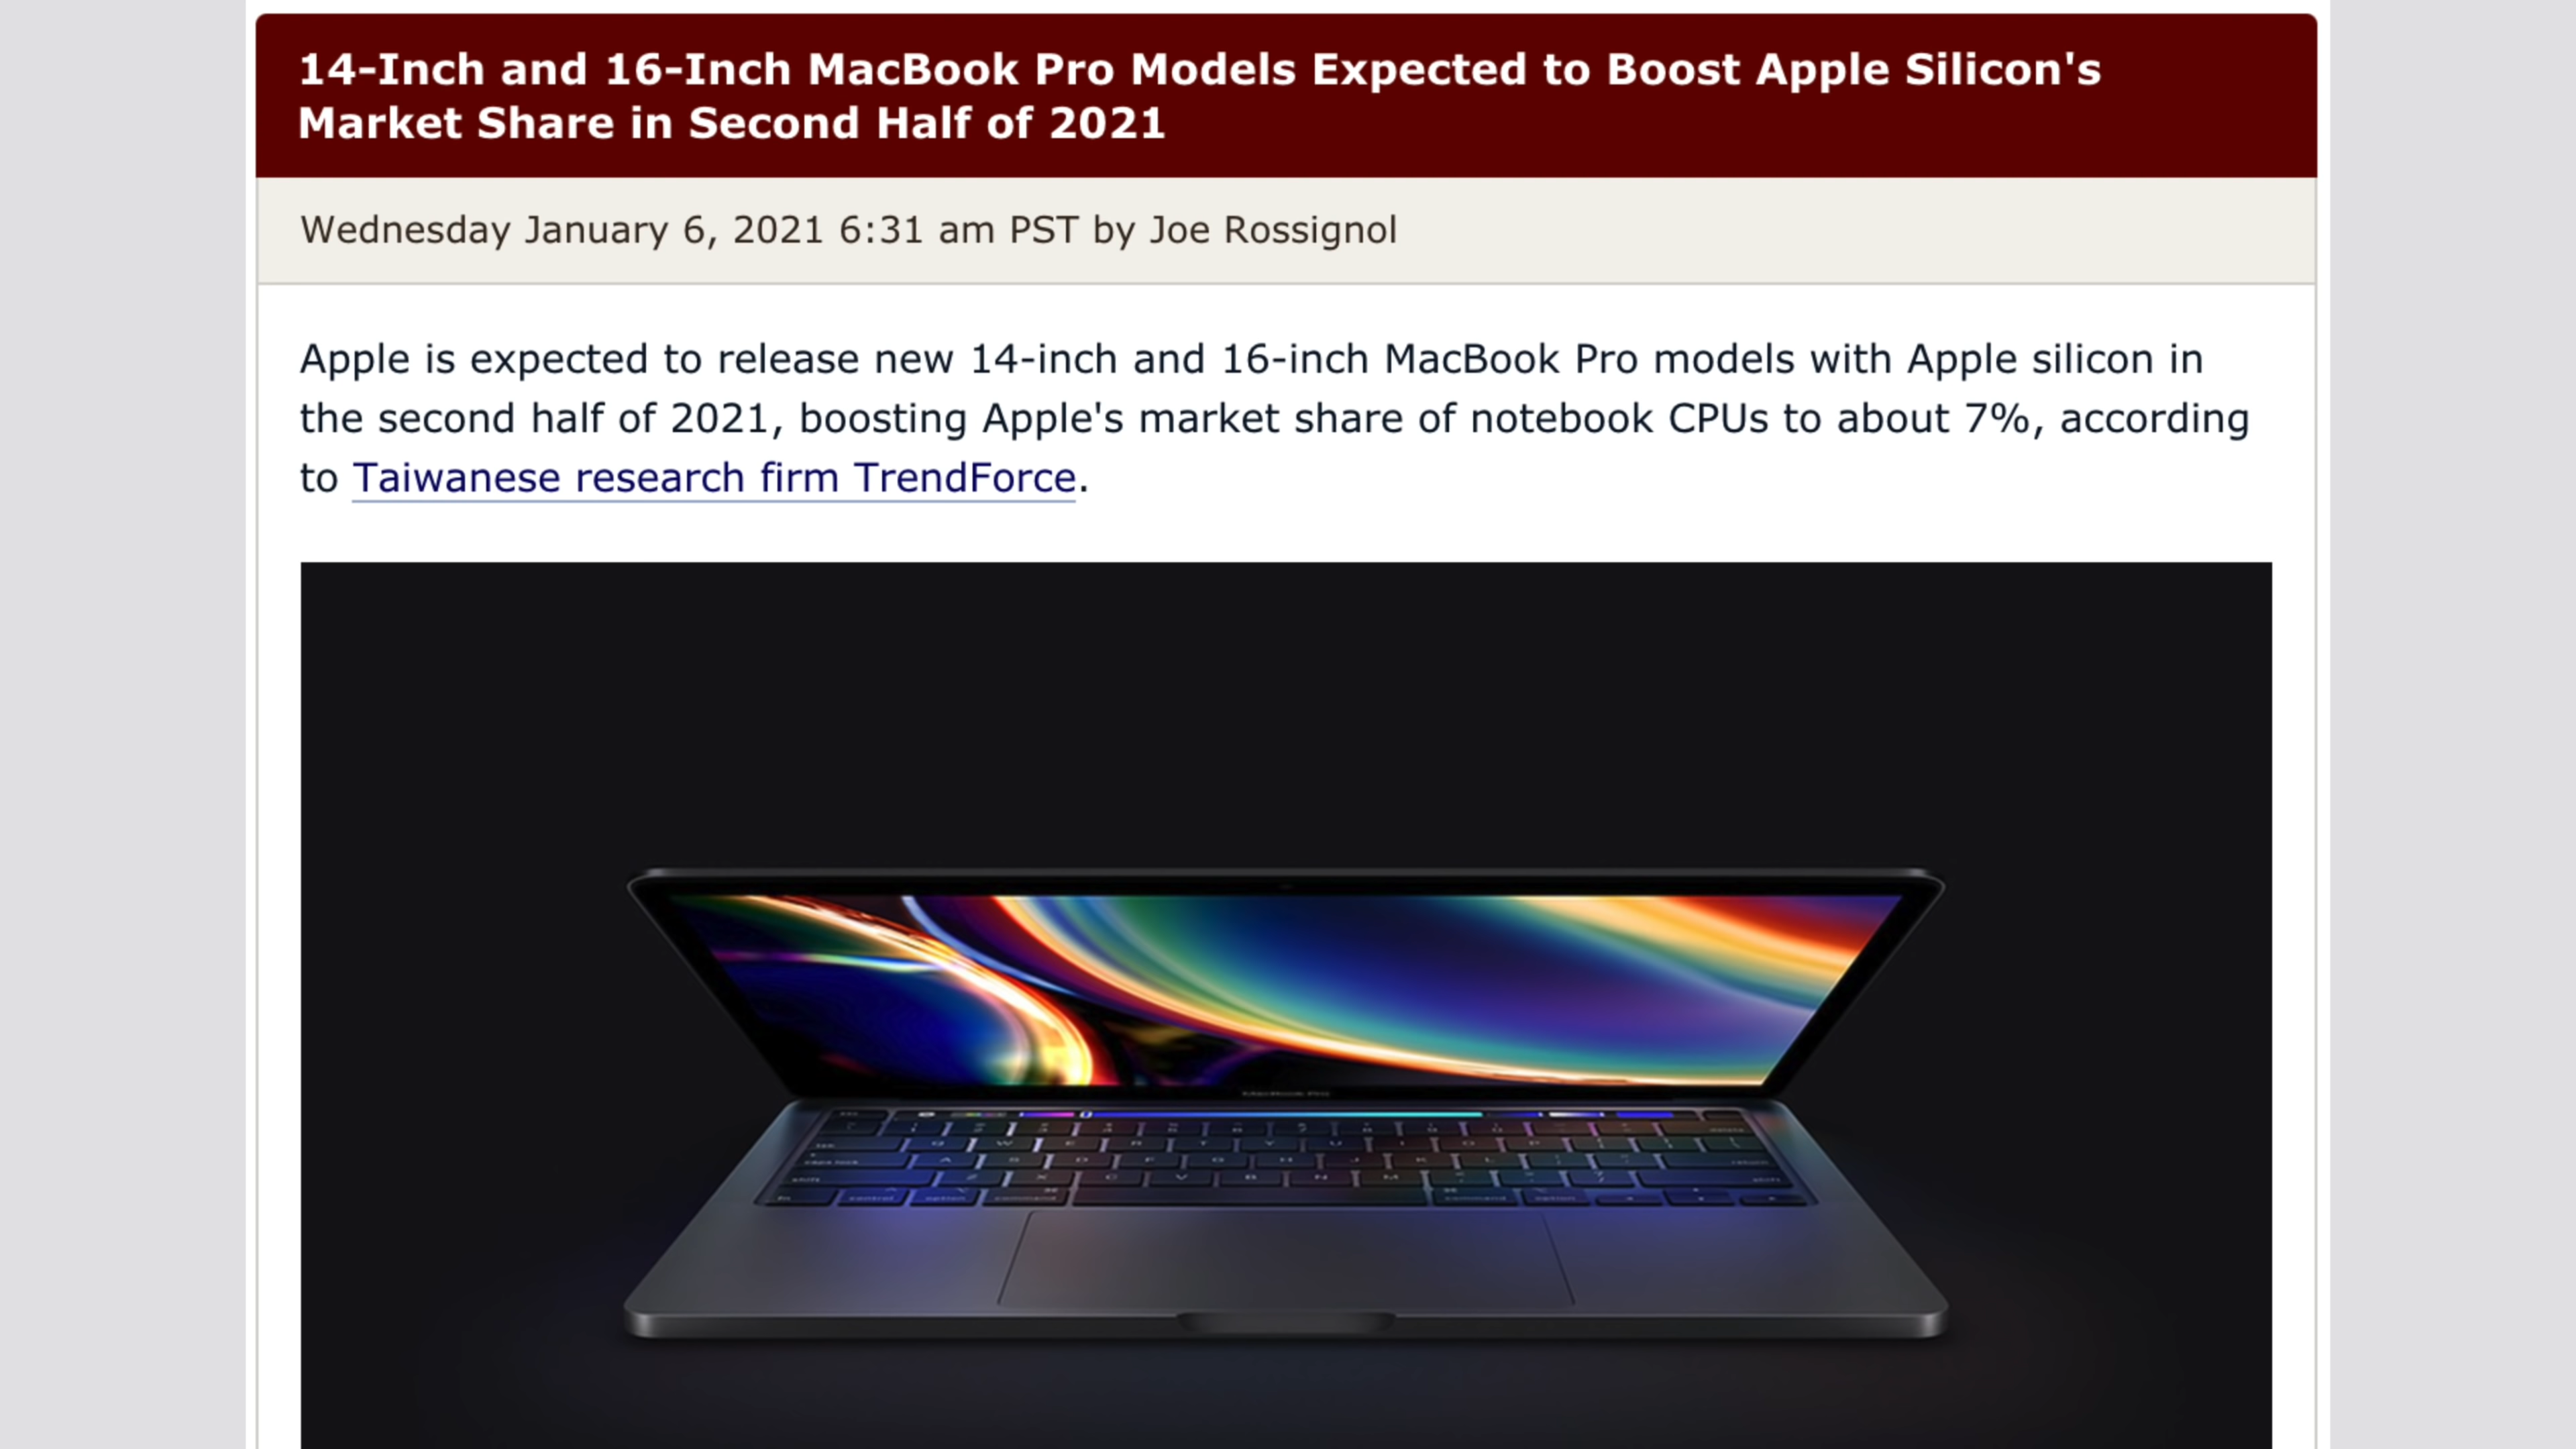 14-Inch and 16-Inch MacBook Pro Models Expected to Boost Apple Silicon's
Market Share in Second Half of 2021
Wednesday January 6, 2021 6:31 am PST by Joe Rossignol
Apple is expected to release new 14-inch and 16-inch MacBook Pro models with Apple silicon in
the second half of 2021, boosting Apple's market share of notebook CPUs to about 7%, according
to Taiwanese research firm TrendForce.
MacBook Pro